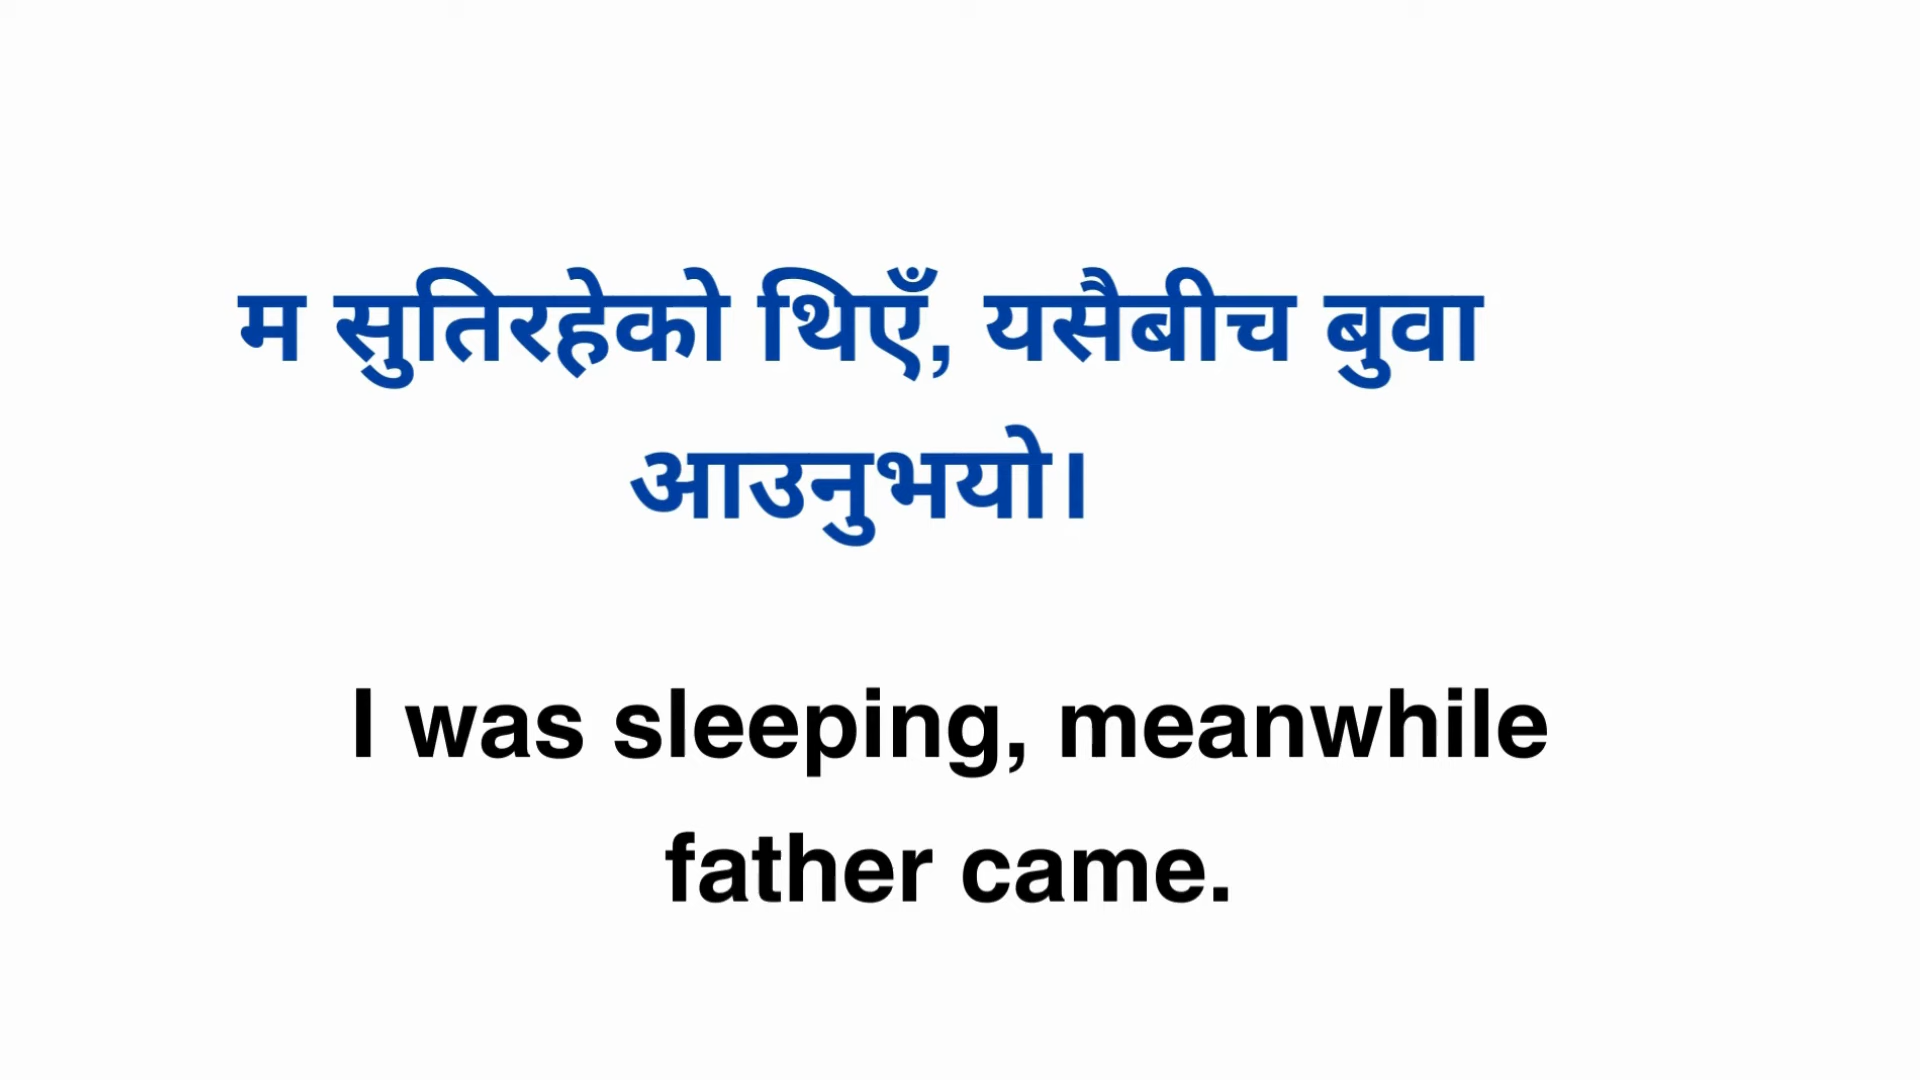 म सुतिरहेको थिएँ, यसैबीच बुवा
आउनुभयो।
I was sleeping, meanwhile
father came.